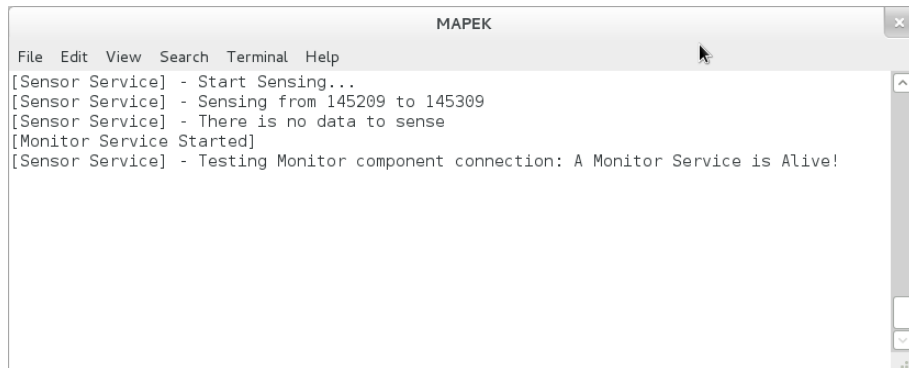 MAPEK
File Edit View Search Terminal Help
[Sensor Service] - Start Sensing...
[Sensor Service] - Sensing from 145209 to 145309
[Sensor Service] - There is no data to sense
[Monitor Service Started]
[Sensor Service] - Testing Monitor component connection: A Monitor Service is Alive!